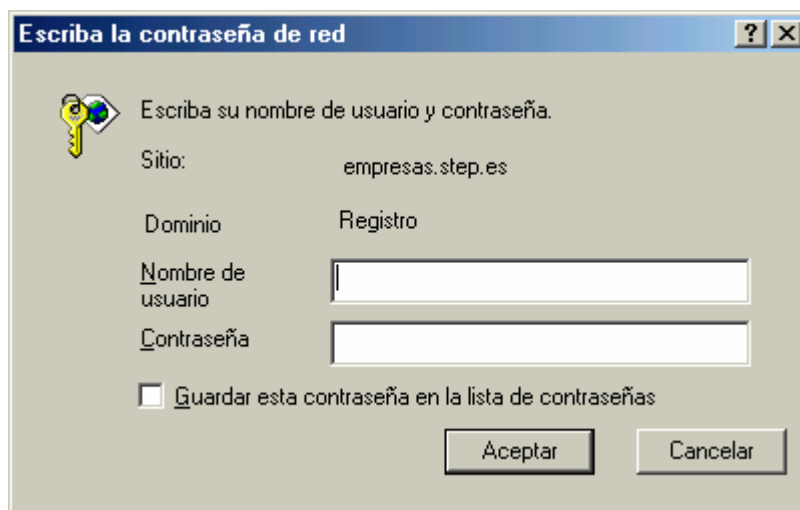 Escriba la contraseña de red
Escriba su nombre de usuario y contraseña.
Sitio: empresas.step.es
Dominio Registro
Nombre de
usuario
Contraseña
Guardar esta contraseña en la lista de contraseñas
Aceptar Cancelar